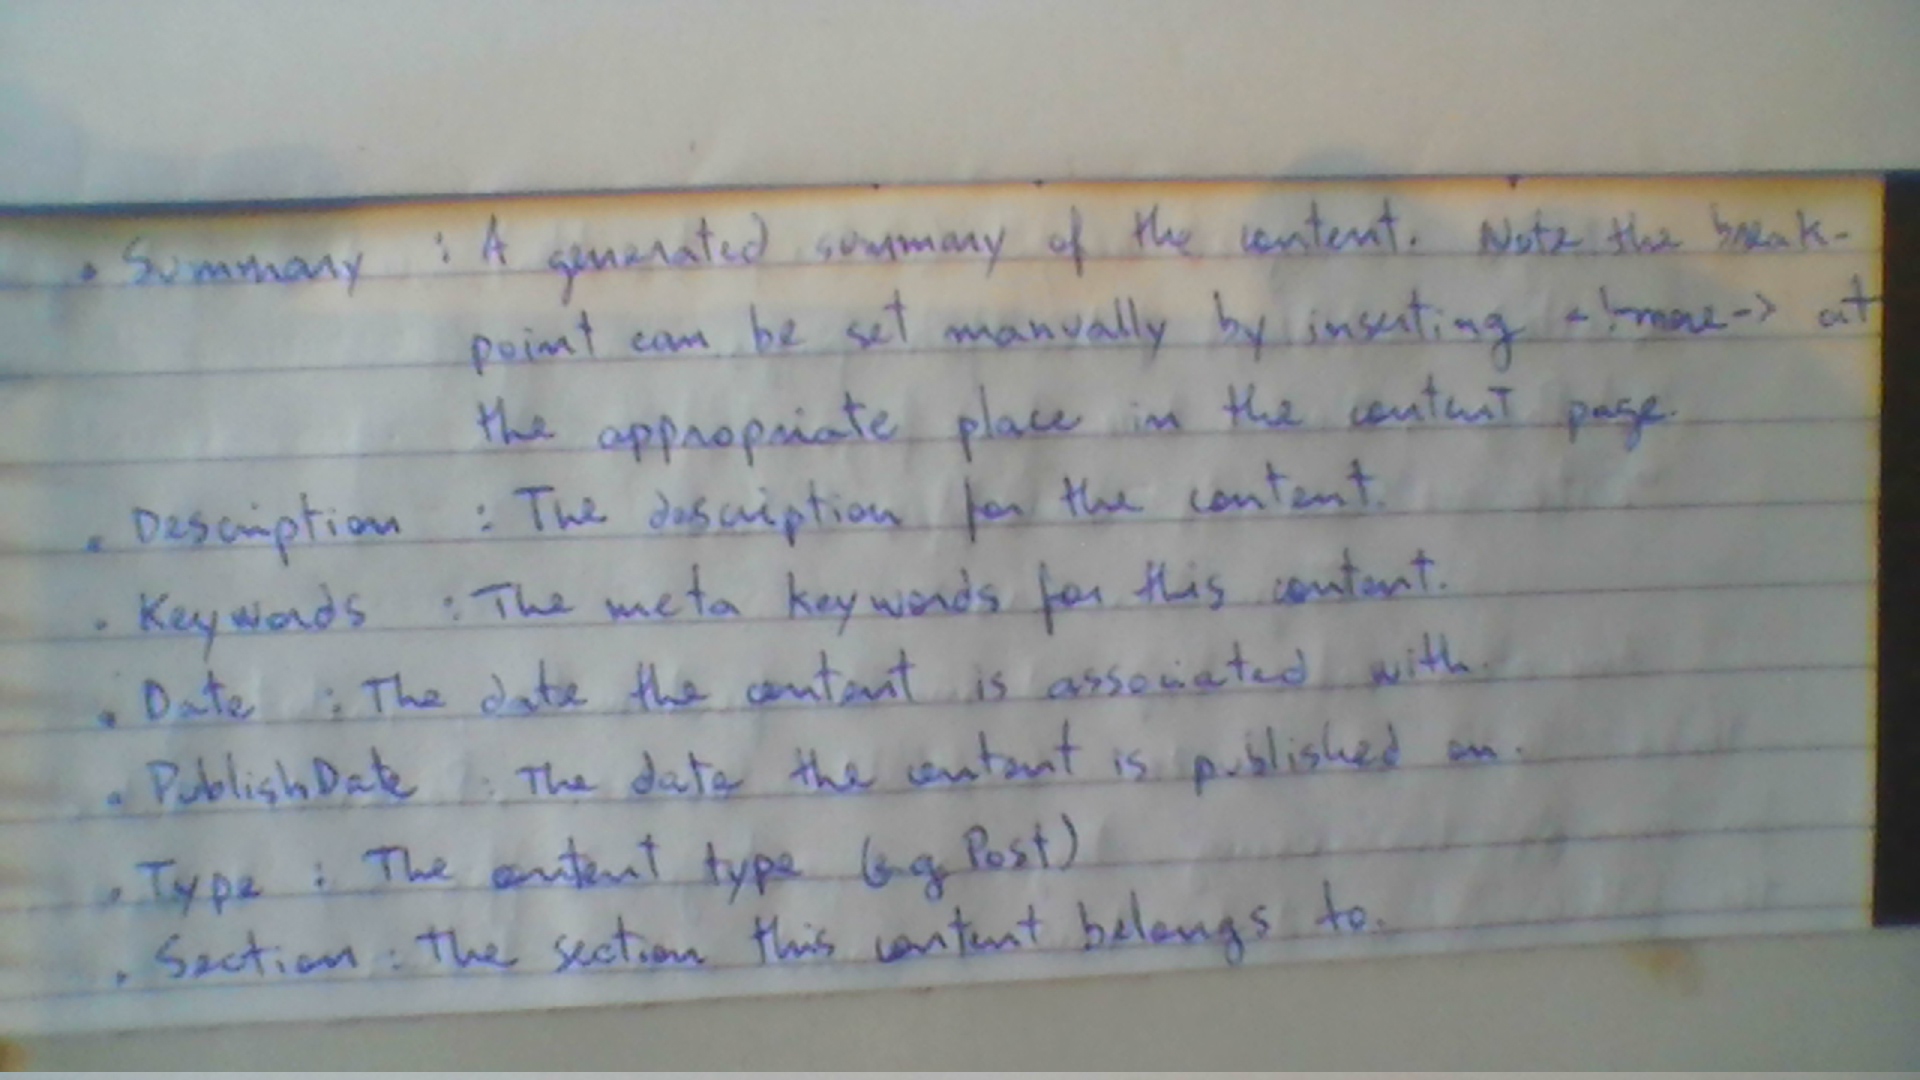 . Summary : A generated summary of the content. Note the break-
point can be set manually by inserting <!-more-> at
the appropriate place in the content page.
. Description : The description for the content.
. Keywords : The meta keywords for this content.
. Date : The date the content is associated with.
. PublishDate : The date the content is published on.
. Type : The content type (eg Post)
. Section : The section this content belongs to.